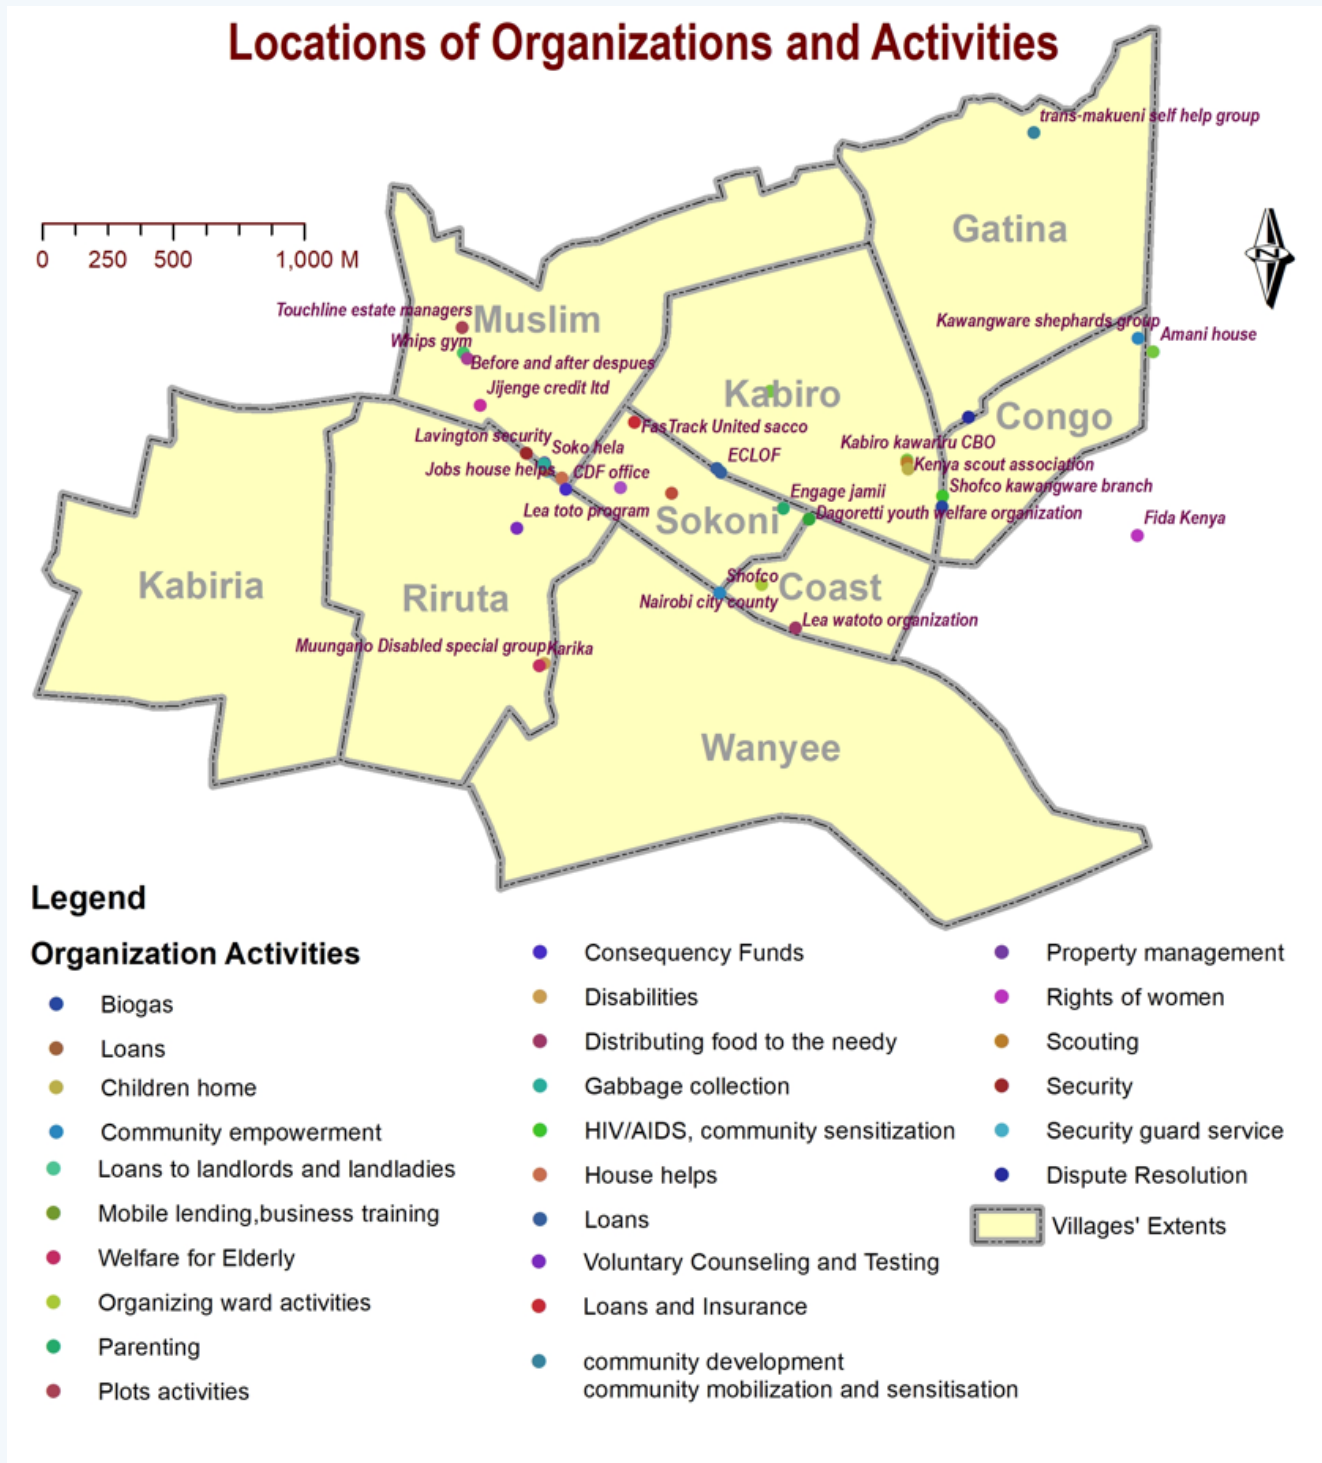 Locations of Organizations and Activities
trans-makueni self help group
Gatina
0 250 500 1,000 M
N
Touchline estate managers
Muslim
Kawangware shephards group
Amani house
Whips gym
Before and after despues
Jijenge credit ltd
Kabiro
Congo
FasTrack United sacco
Lavington security
Soko hela
Kabiro kawanru CBO
ECLOF
Jobs house helps
CDF office
Kenya scout association
Shofco kawangware branch
Engage jamii
Lea toto program
Sokoni
Dagoretti youth welfare organization
Fida Kenya
Kabiria
Riruta
Shofco
Coast
Nairobi city county
Lea watoto organization
Muungano Disabled special group
Karika
Wanyee
Legend
Organization Activities
Biogas
Loans
Children home
Community empowerment
Loans to landlords and landladies
Mobile lending,business training
Welfare for Elderly
Organizing ward activities
Parenting
Plots activities
Consequency Funds
Disabilities
Distributing food to the needy
Gabbage collection
HIV/AIDS, community sensitization
House helps
Loans
Voluntary Counseling and Testing
Loans and Insurance
community development
community mobilization and sensitisation
Property management
Rights of women
Scouting
Security
Security guard service
Dispute Resolution
Villages' Extents